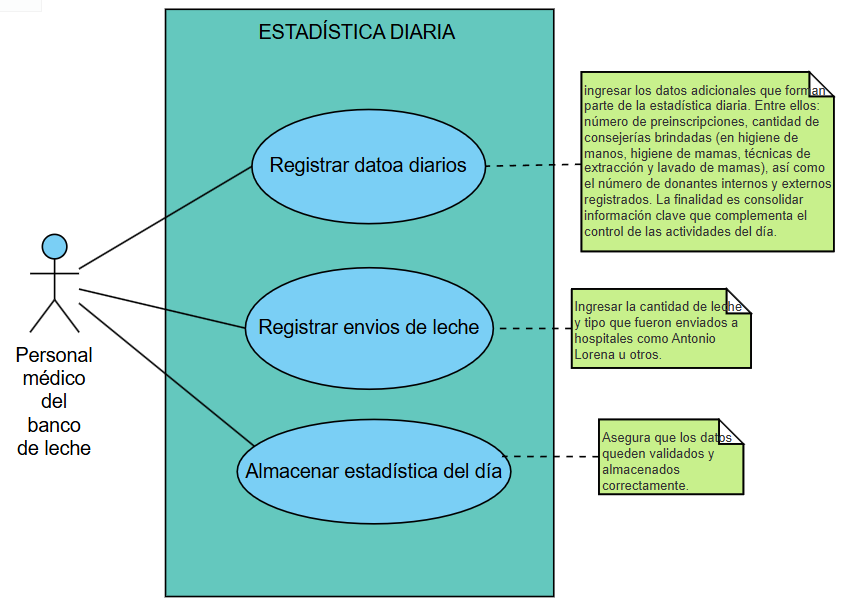 ESTADÍSTICA DIARIA
Registrar datoa diarios
Registrar envios de leche
Almacenar estadística del día
Personal
médico
del
banco
de leche
ingresar los datos adicionales que forman
parte de la estadística diaria. Entre ellos:
número de preinscripciones, cantidad de
consejerías brindadas (en higiene de
manos, higiene de mamas, técnicas de
extracción y lavado de mamas), así como
el número de donantes internos y externos
registrados. La finalidad es consolidar
información clave que complementa el
control de las actividades del día.
Ingresar la cantidad de leche
y tipo que fueron enviados a
hospitales como Antonio
Lorena u otros.
Asegura que los datos
queden validados y
almacenados
correctamente.